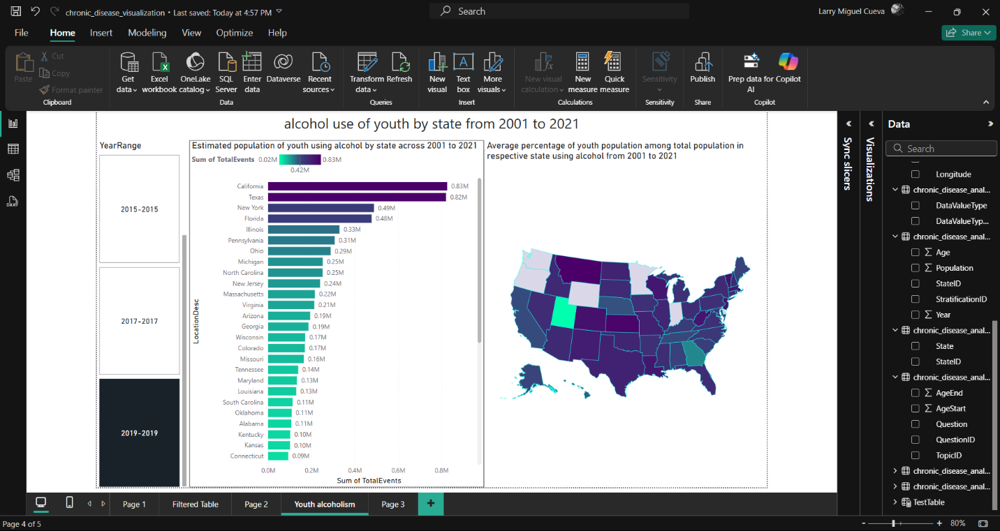 chronic_disease_visualization • Last saved: Today at 4:57 PM
Search
Larry Miguel Cueva
File
Home
Insert
Modeling
View
Optimize
Help
Share
Paste
Cut
Copy
Format painter
Clipboard
Get data
Excel workbook
OneLake catalog
SQL Server
Enter data
Dataverse
Recent sources
Data
Transform data
Refresh
Queries
New visual
Text box
More visuals
Insert
New visual calculation
New measure
Quick measure
Calculations
Sensitivity
Sensitivity
Publish
Share
Prep data for AI
Copilot
Copilot
DAX
alcohol use of youth by state from 2001 to 2021
YearRange
2015-2015
2017-2017
2019-2019
Estimated population of youth using alcohol by state across 2001 to 2021
Sum of TotalEvents 0.02M 0.83M
0.42M
LocationDesc
California 0.83M
Texas 0.82M
New York 0.49M
Florida 0.48M
Illinois 0.33M
Pennsylvania 0.31M
Ohio 0.29M
Michigan 0.25M
North Carolina 0.25M
New Jersey 0.24M
Massachusetts 0.22M
Virginia 0.21M
Arizona 0.19M
Georgia 0.19M
Wisconsin 0.17M
Colorado 0.17M
Missouri 0.16M
Tennessee 0.14M
Maryland 0.13M
Louisiana 0.13M
South Carolina 0.11M
Oklahoma 0.11M
Alabama 0.11M
Kentucky 0.10M
Kansas 0.10M
Connecticut 0.09M
0.0M 0.2M 0.4M 0.6M 0.8M
Sum of TotalEvents
Average percentage of youth population among total population in
respective state using alcohol from 2001 to 2021
Sync slicers
Visualizations
Data
Search
Longitude
chronic_disease_anal...
DataValueType
DataValueTyp...
chronic_disease_anal...
Age
Population
StateID
StratificationID
Year
chronic_disease_anal...
State
StateID
chronic_disease_anal...
AgeEnd
AgeStart
Question
QuestionID
TopicID
chronic_disease_anal...
chronic_disease_anal...
TestTable
Page 1
Filtered Table
Page 2
Youth alcoholism
Page 3
Page 4 of 5
80%